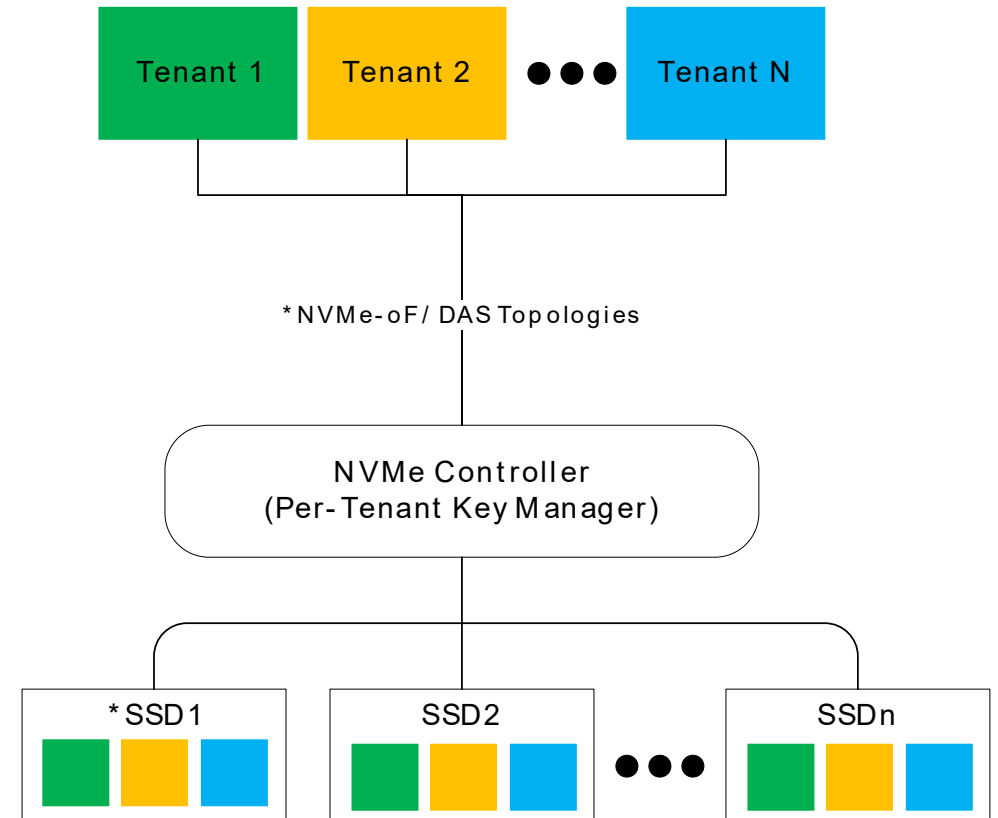 Tenant 1
Tenant 2
Tenant N
*NVMe-oF/ DAS Topologies
NVMe Controller
(Per-Tenant Key Manager)
*SSD1
SSD2
SSDn